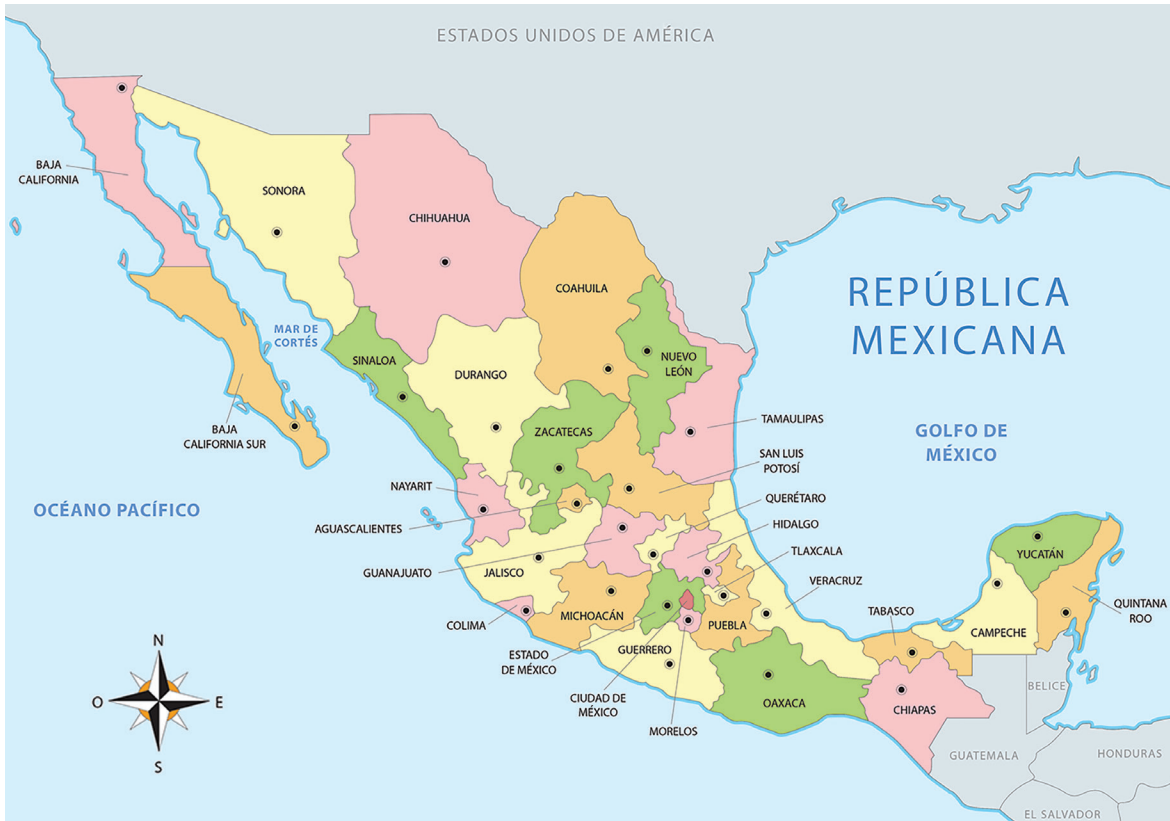 ESTADOS UNIDOS DE AMÉRICA
BAJA
CALIFORNIA
SONORA
CHIHUAHUA
COAHUILA
REPÚBLICA
MEXICANA
MAR DE
CORTÉS
SINALOA
NUEVO
LEÓN
DURANGO
BAJA
CALIFORNIA SUR
ZACATECAS
TAMAULIPAS
GOLFO DE
MÉXICO
SAN LUIS
POTOSÍ
NAYARIT
QUERÉTARO
OCÉANO PACÍFICO
AGUASCALIENTES
HIDALGO
TLAXCALA
YUCATÁN
GUANAJUATO
JALISCO
VERACRUZ
QUINTANA
ROO
TABASCO
COLIMA
MICHOACÁN
PUEBLA
CAMPECHE
ESTADO
DE MÉXICO
GUERRERO
N
O
E
S
CIUDAD DE
MÉXICO
OAXACA
CHIAPAS
BELICE
MORELOS
GUATEMALA
HONDURAS
EL SALVADOR